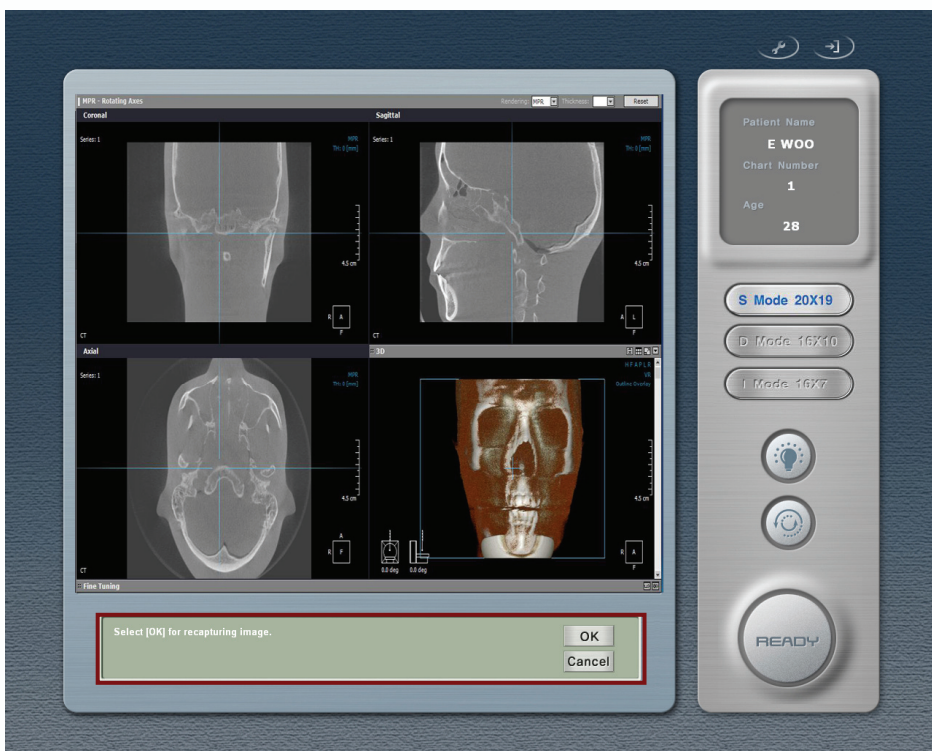 MPR - Rotating Axes
Rendering: MPR Thickness: Reset
Coronal
Series: 1
MPR
TH: 0 [mm]
4.5 cm
R A
F
CT
Sagittal
Series: 1
MPR
TH: 0 [mm]
4.5 cm
A L
F
CT
Axial
Series: 1
MPR
TH: 0 [mm]
4.5 cm
A
R F
CT
3D
H F A P L R
VR
Outline Overlay
4.5 cm
0.0 deg 0.0 deg
R A
F
Fine Tuning
Select [OK] for recapturing image.
OK
Cancel
Patient Name
E WOO
Chart Number
1
Age
28
S Mode 20X19
D Mode 16X10
I Mode 16X7
READY